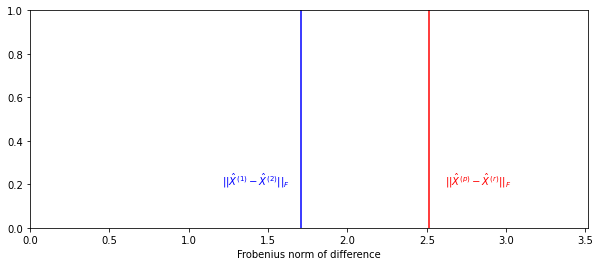 1.0
0.8
0.6
0.4
0.2
0.0
||X̂⁽¹⁾ − X̂⁽²⁾||_F
||X̂⁽ᵖ⁾ − X̂⁽ʳ⁾||_F
0.0 0.5 1.0 1.5 2.0 2.5 3.0 3.5
Frobenius norm of difference